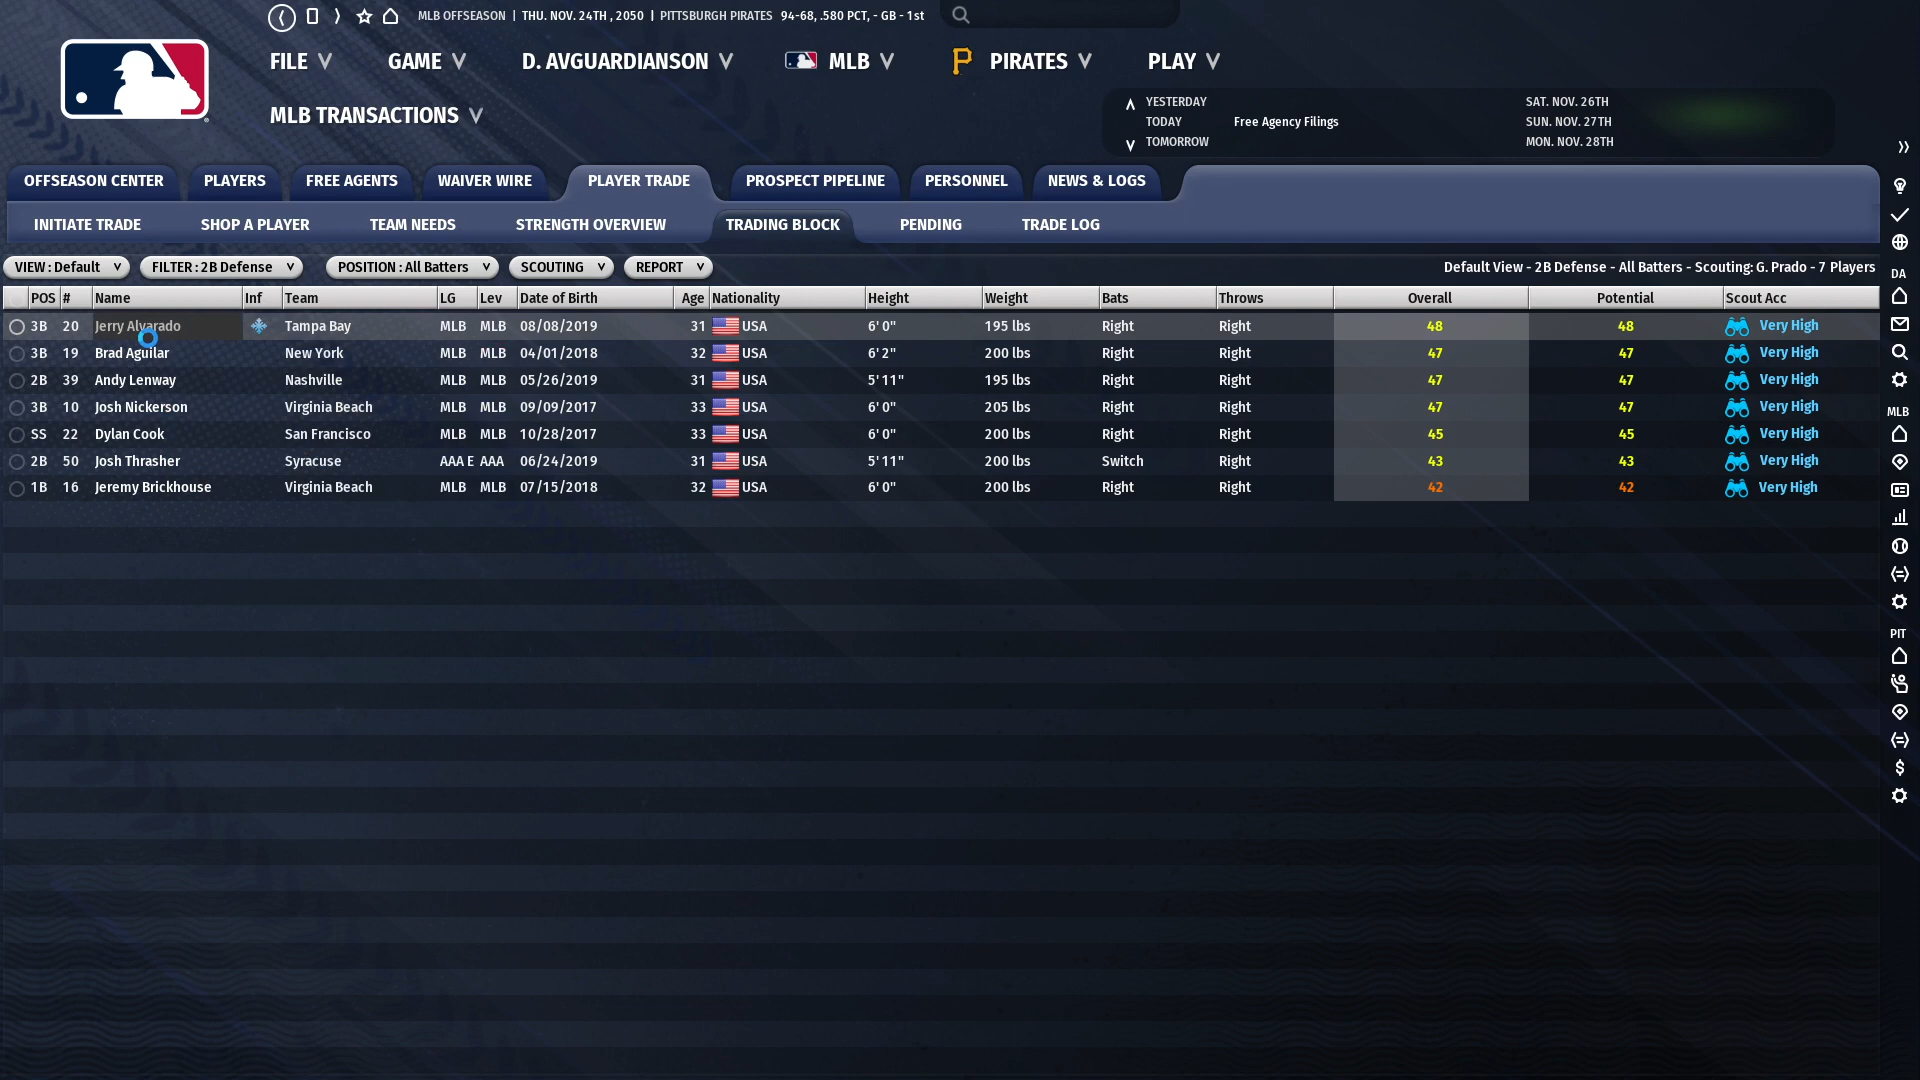 MLB OFFSEASON | THU. NOV. 24TH , 2050 | PITTSBURGH PIRATES 94-68, .580 PCT, - GB - 1st
FILE GAME D. AVGUARDIANSON MLB P PIRATES PLAY
MLB TRANSACTIONS
YESTERDAY SAT. NOV. 26TH
TODAY Free Agency Filings SUN. NOV. 27TH
TOMORROW MON. NOV. 28TH
OFFSEASON CENTER PLAYERS FREE AGENTS WAIVER WIRE PLAYER TRADE PROSPECT PIPELINE PERSONNEL NEWS & LOGS
INITIATE TRADE SHOP A PLAYER TEAM NEEDS STRENGTH OVERVIEW TRADING BLOCK PENDING TRADE LOG
VIEW : Default FILTER : 2B Defense POSITION : All Batters SCOUTING REPORT Default View - 2B Defense - All Batters - Scouting: G. Prado - 7 Players
POS # Name Inf Team LG Lev Date of Birth Age Nationality Height Weight Bats Throws Overall Potential Scout Acc
3B 20 Jerry Alvarado Tampa Bay MLB MLB 08/08/2019 31 USA 6' 0" 195 lbs Right Right 48 48 Very High
3B 19 Brad Aguilar New York MLB MLB 04/01/2018 32 USA 6' 2" 200 lbs Right Right 47 47 Very High
2B 39 Andy Lenway Nashville MLB MLB 05/26/2019 31 USA 5' 11" 195 lbs Right Right 47 47 Very High
3B 10 Josh Nickerson Virginia Beach MLB MLB 09/09/2017 33 USA 6' 0" 205 lbs Right Right 47 47 Very High
SS 22 Dylan Cook San Francisco MLB MLB 10/28/2017 33 USA 6' 0" 200 lbs Right Right 45 45 Very High
2B 50 Josh Thrasher Syracuse AAA E AAA 06/24/2019 31 USA 5' 11" 200 lbs Switch Right 43 43 Very High
1B 16 Jeremy Brickhouse Virginia Beach MLB MLB 07/15/2018 32 USA 6' 0" 200 lbs Right Right 42 42 Very High
DA
MLB
PIT
$